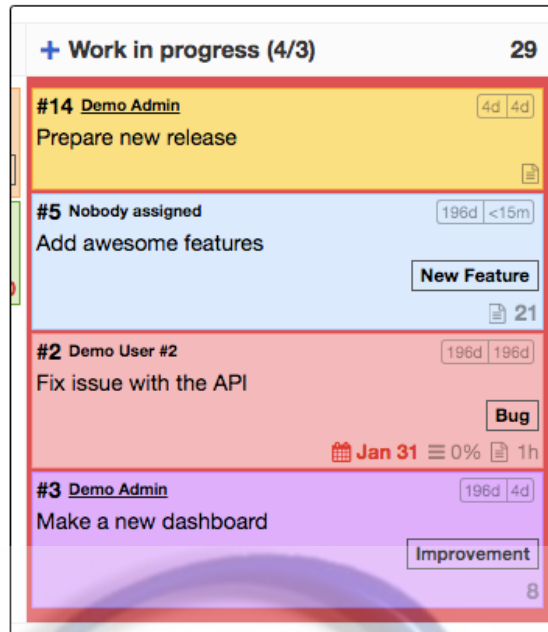 + Work in progress (4/3) 29
#14 Demo Admin 4d 4d
Prepare new release
#5 Nobody assigned 196d <15m
Add awesome features
New Feature
21
#2 Demo User #2 196d 196d
Fix issue with the API
Bug
Jan 31 0% 1h
#3 Demo Admin 196d 4d
Make a new dashboard
Improvement
8